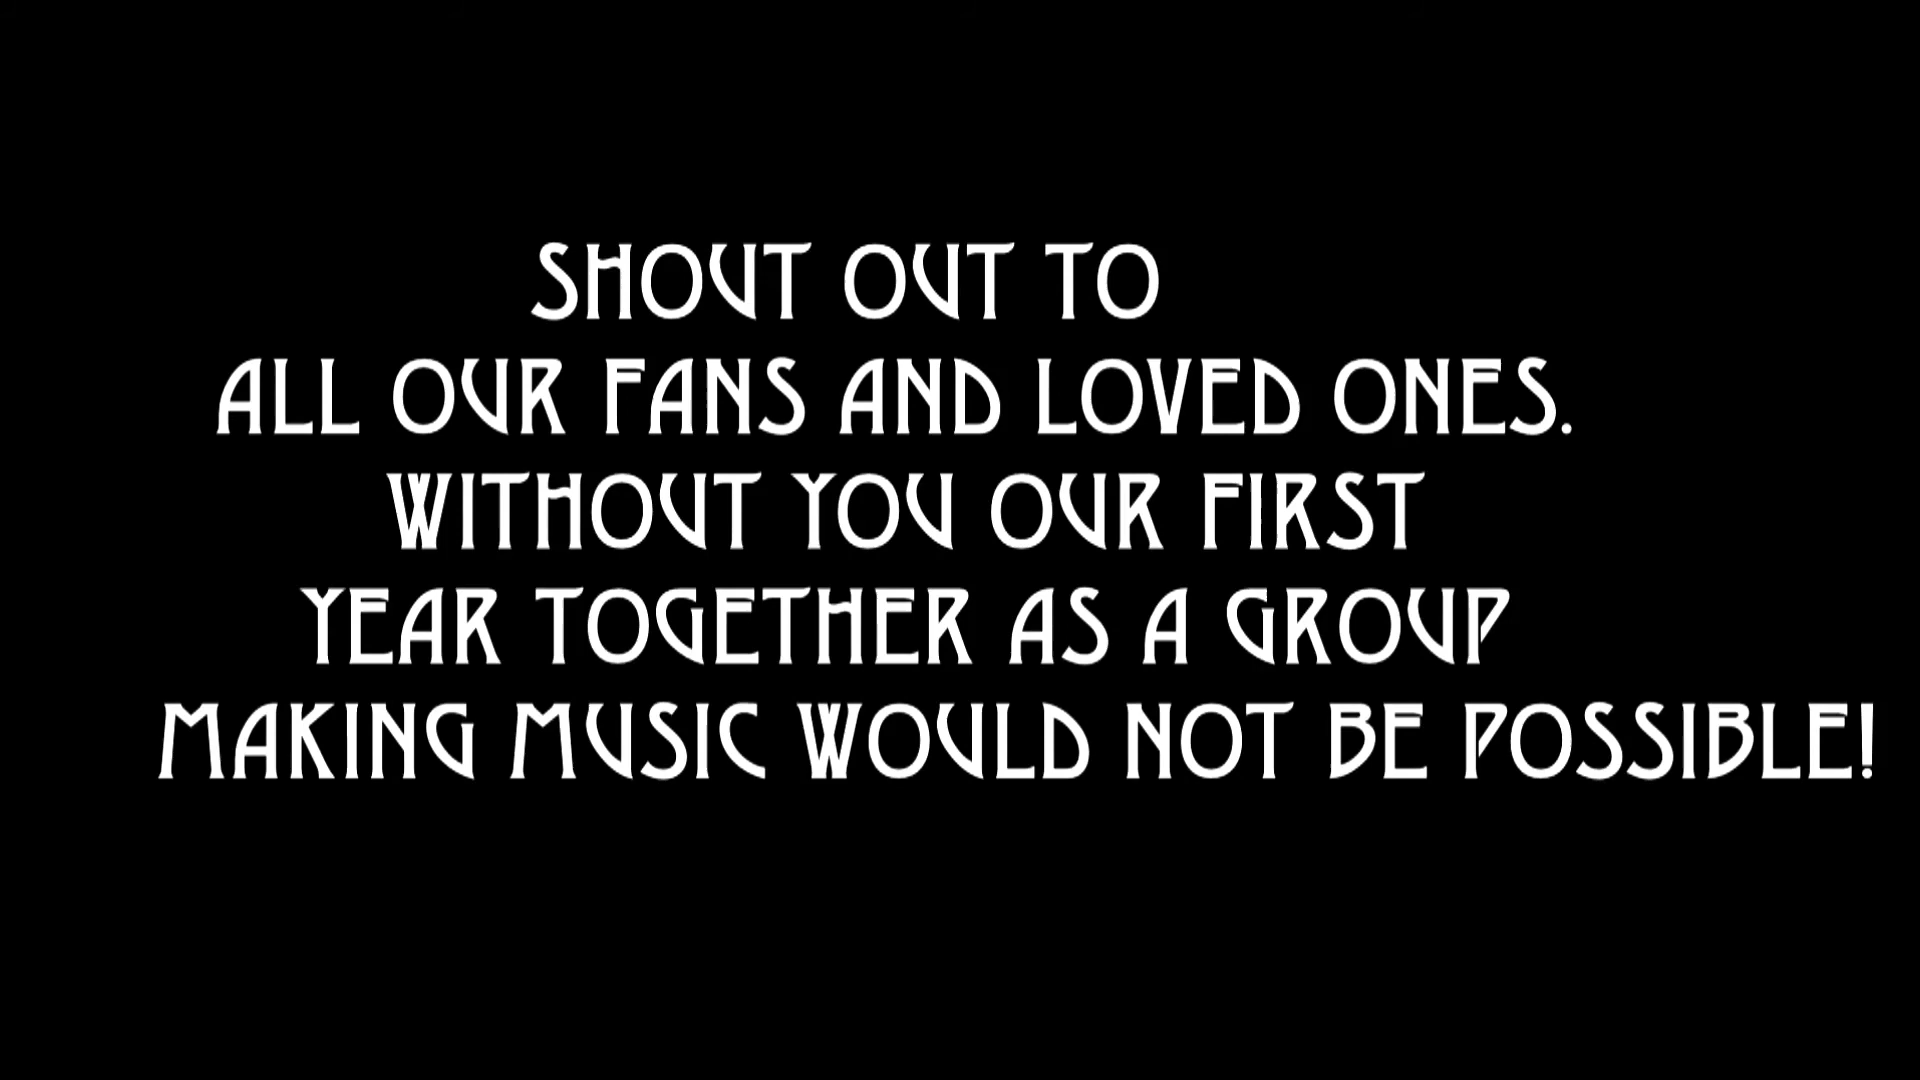 SHOUT OUT TO
ALL OUR FANS AND LOVED ONES.
WITHOUT YOU OUR FIRST
YEAR TOGETHER AS A GROUP
MAKING MUSIC WOULD NOT BE POSSIBLE!